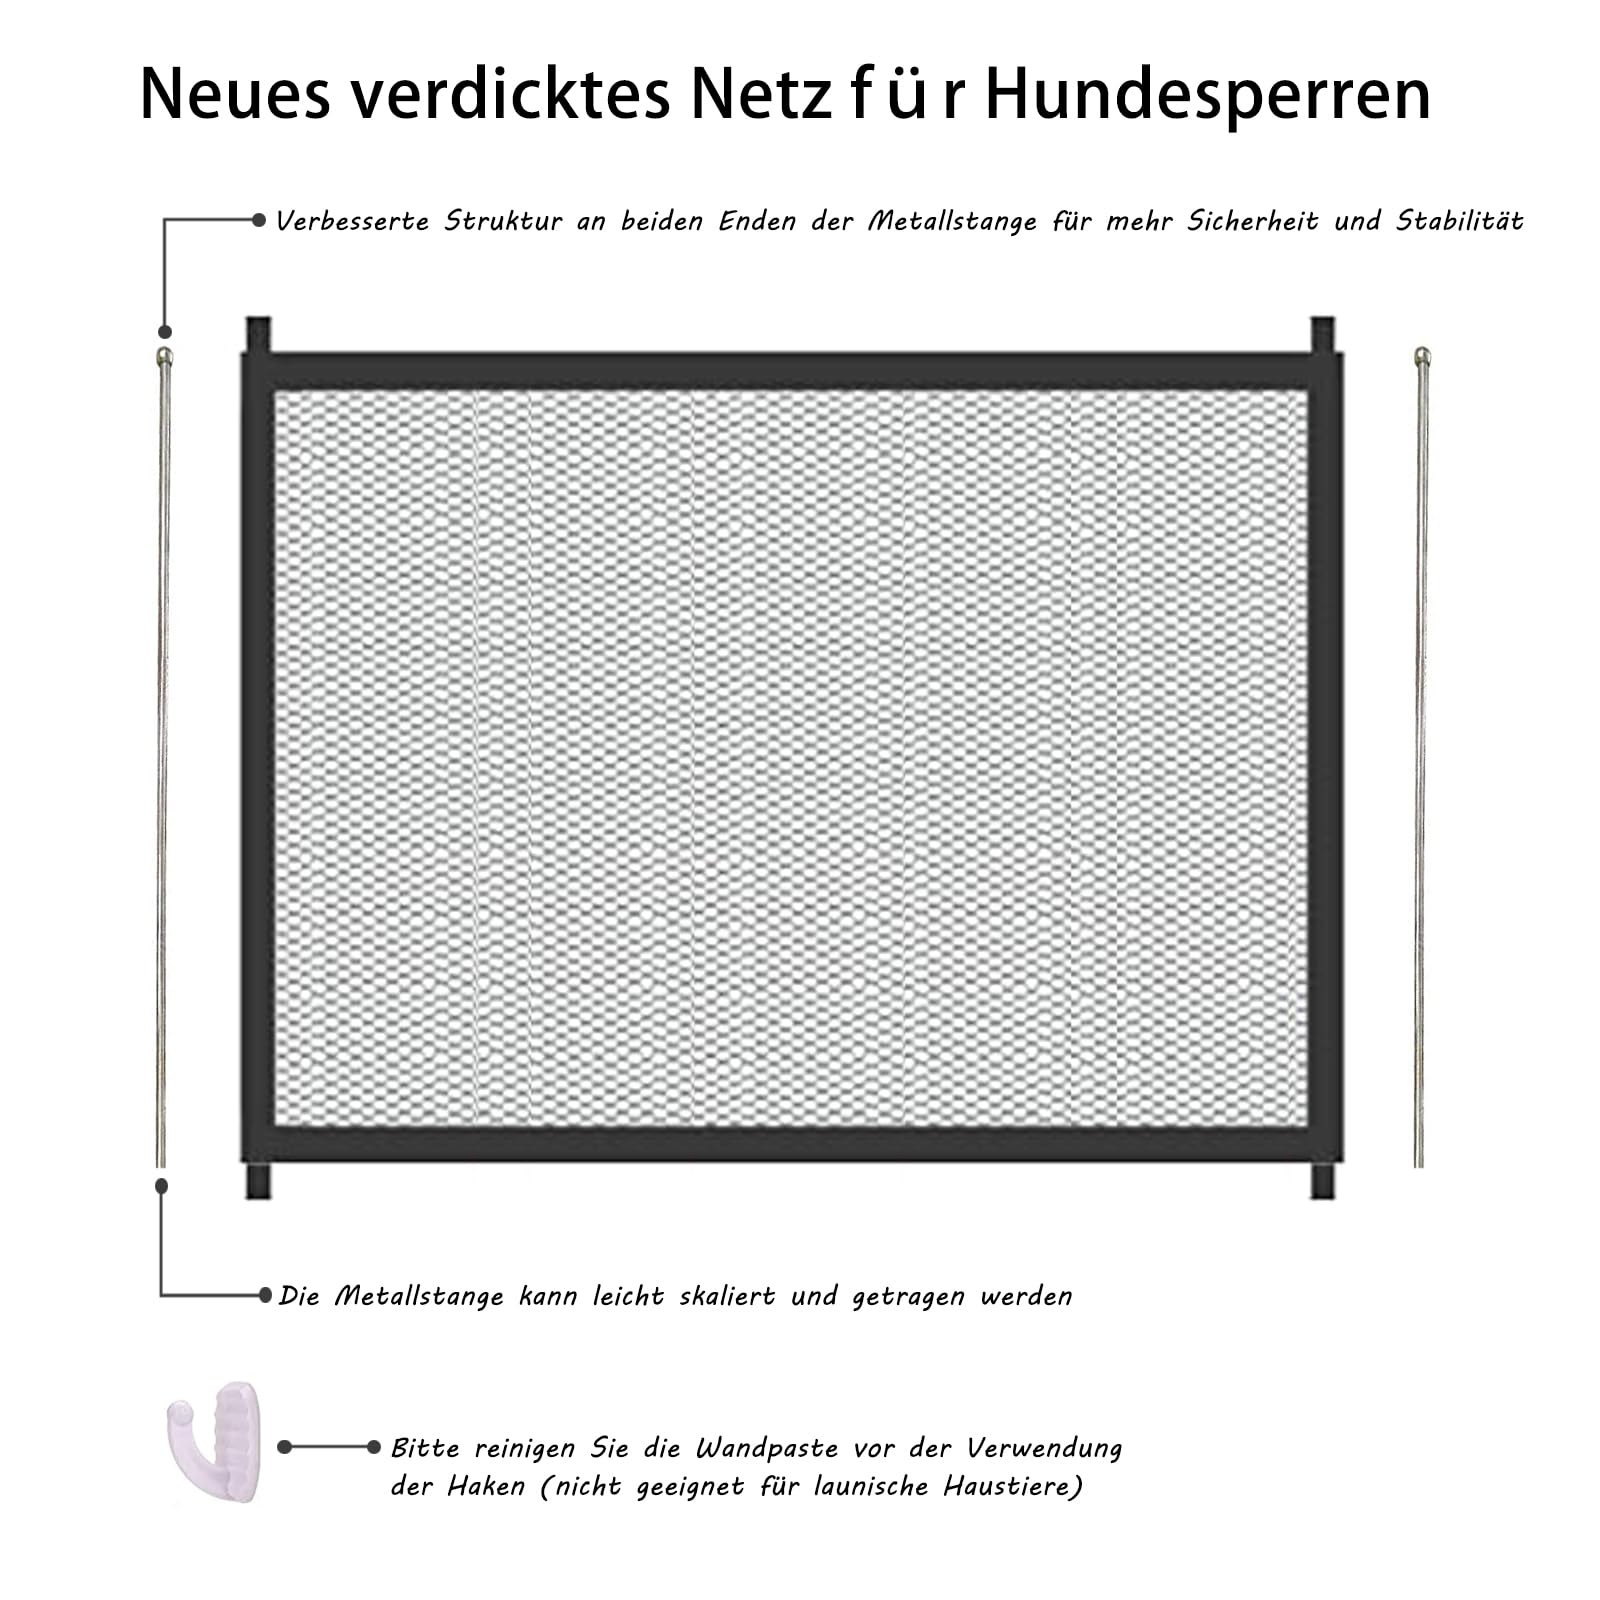 Neues verdicktes Netz für Hundesperren
Verbesserte Struktur an beiden Enden der Metallstange für mehr Sicherheit und Stabilität
Die Metallstange kann leicht skaliert und getragen werden
Bitte reinigen Sie die Wandpaste vor der Verwendung
der Haken (nicht geeignet für launische Haustiere)